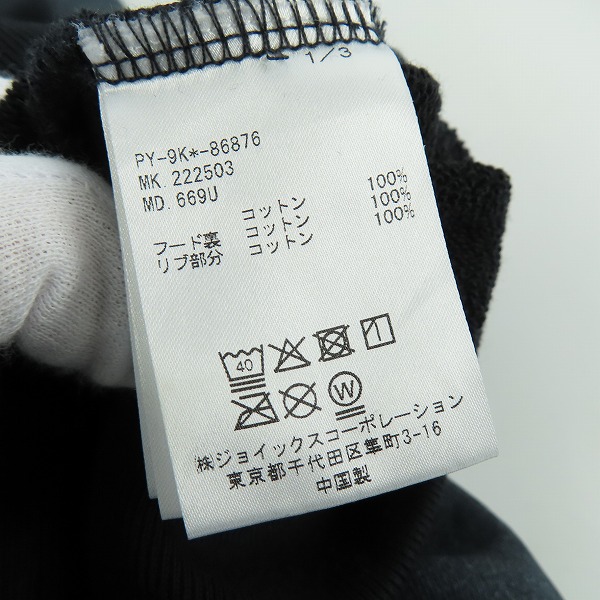 1/3
PY-9K*-86876
MK. 222503
MD. 669U
コットン 100%
フード裏 コットン 100%
リブ部分 コットン 100%
40
W
㈱ジョイックスコーポレーション
東京都千代田区隼町3-16
中国製